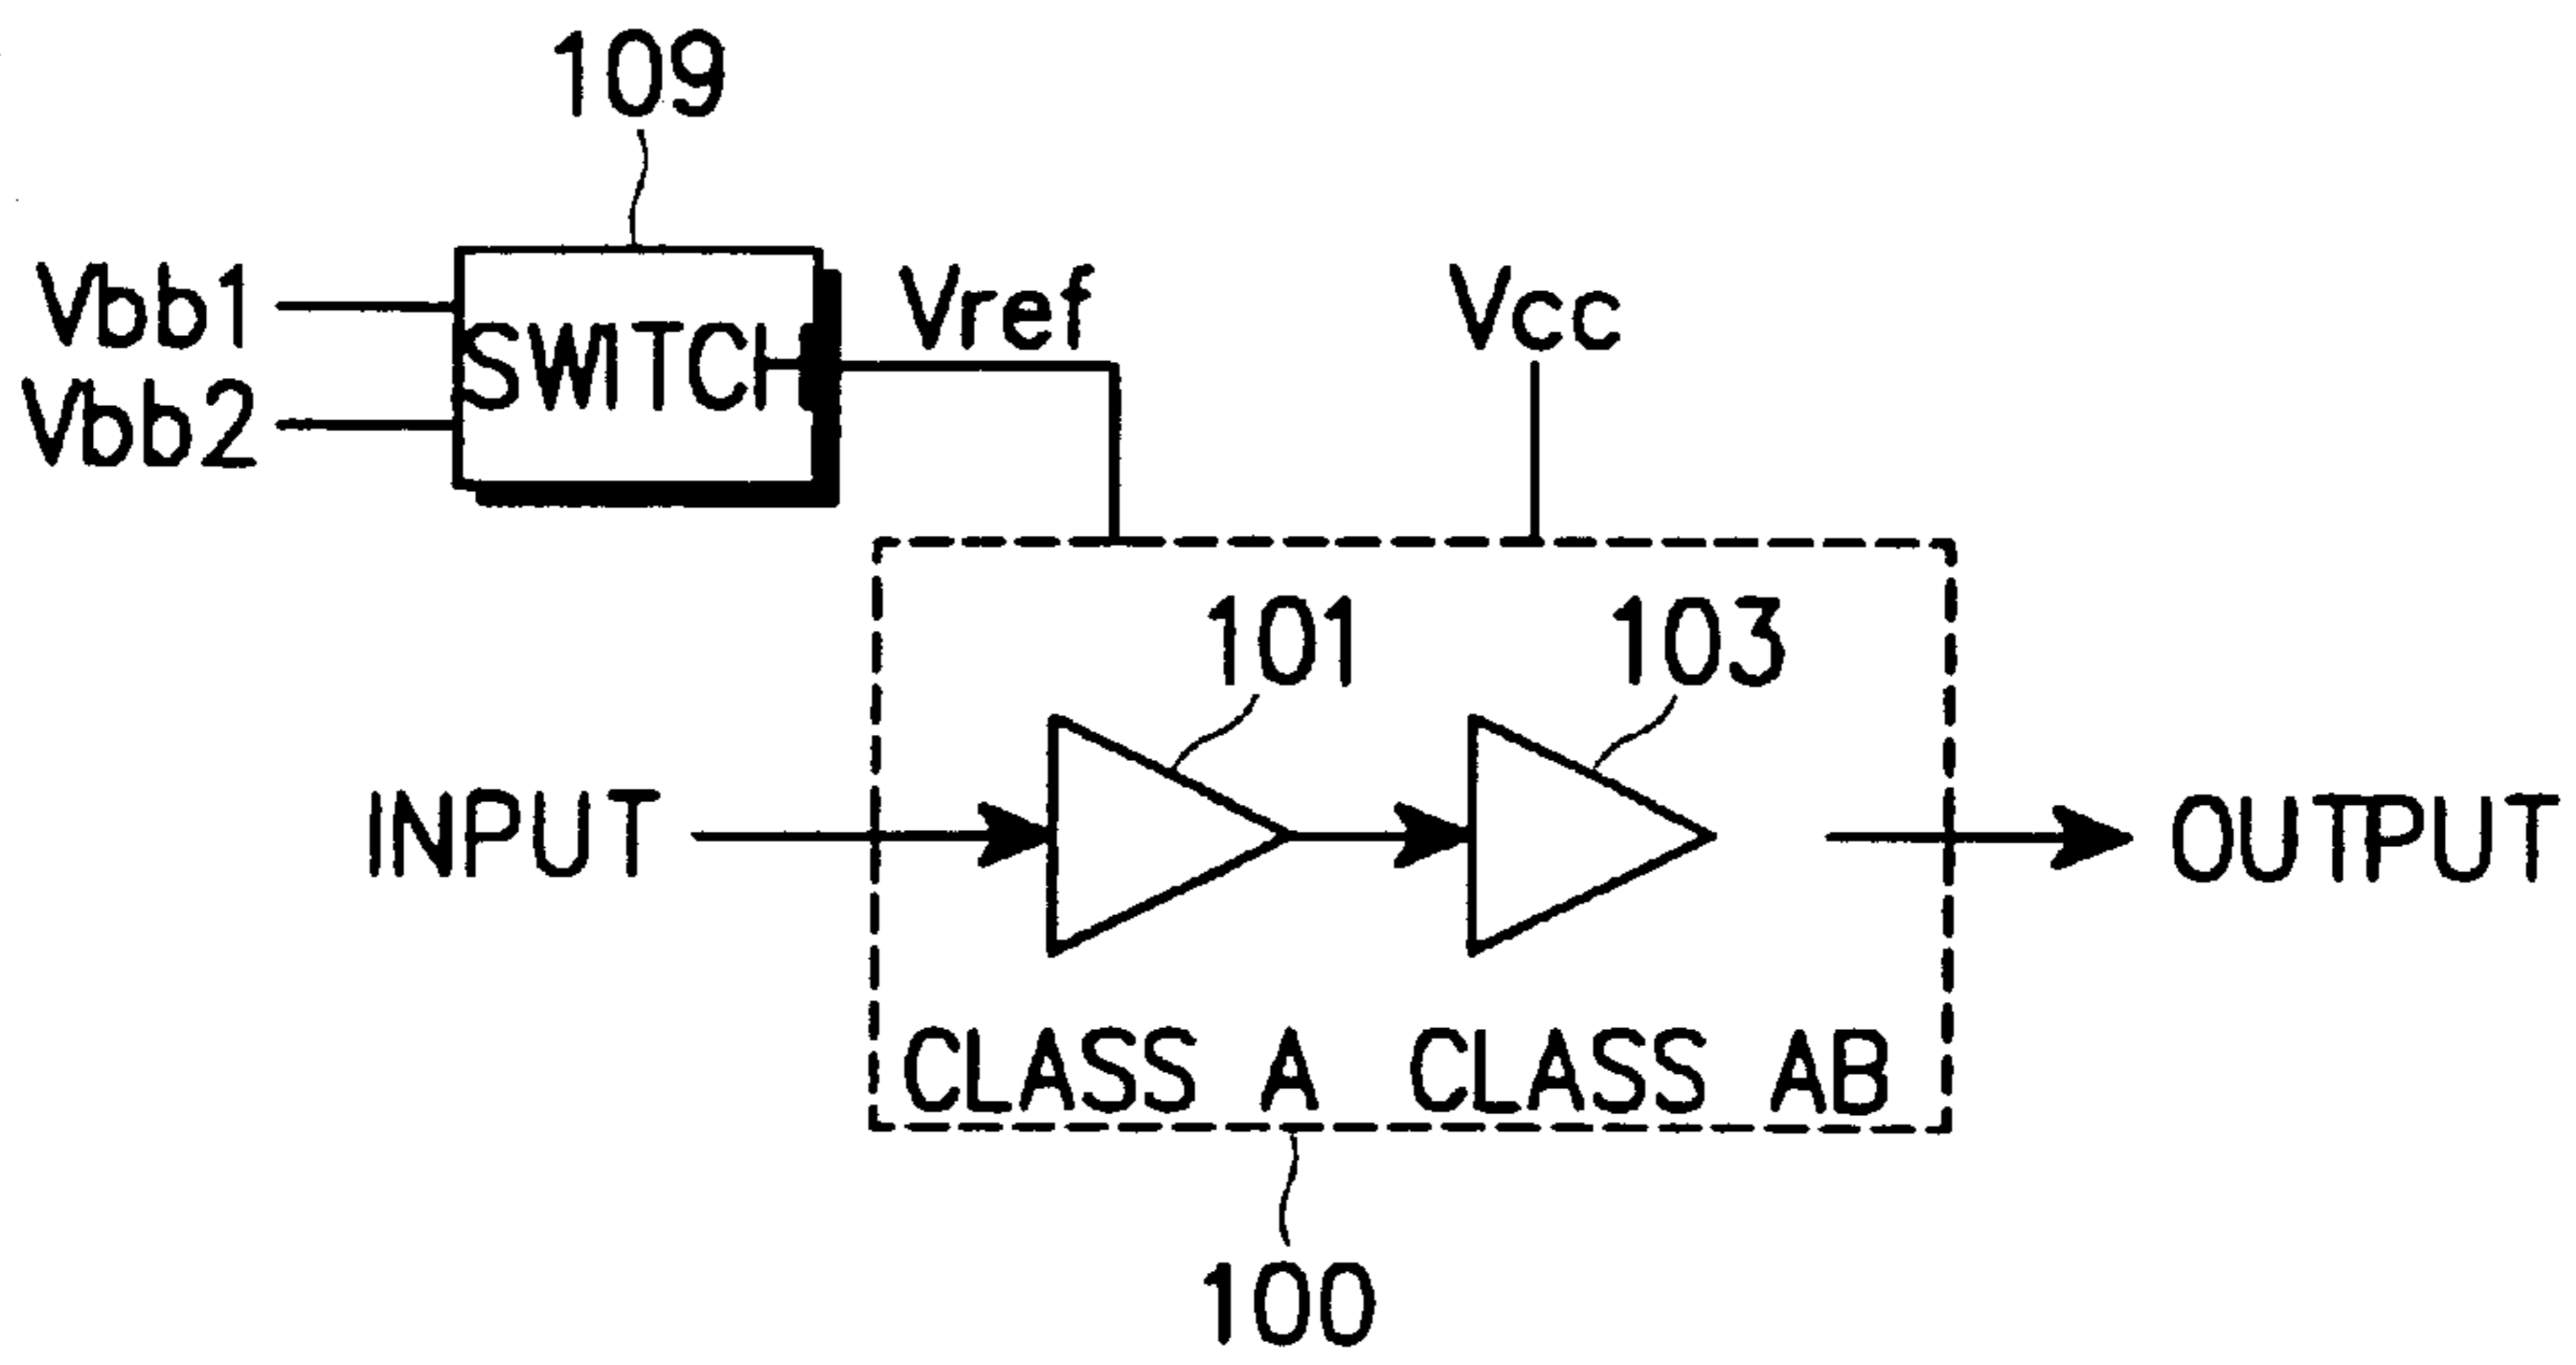 109
Vbb1
Vbb2
SWITCH
Vref
Vcc
101
103
INPUT
OUTPUT
CLASS A
CLASS AB
100